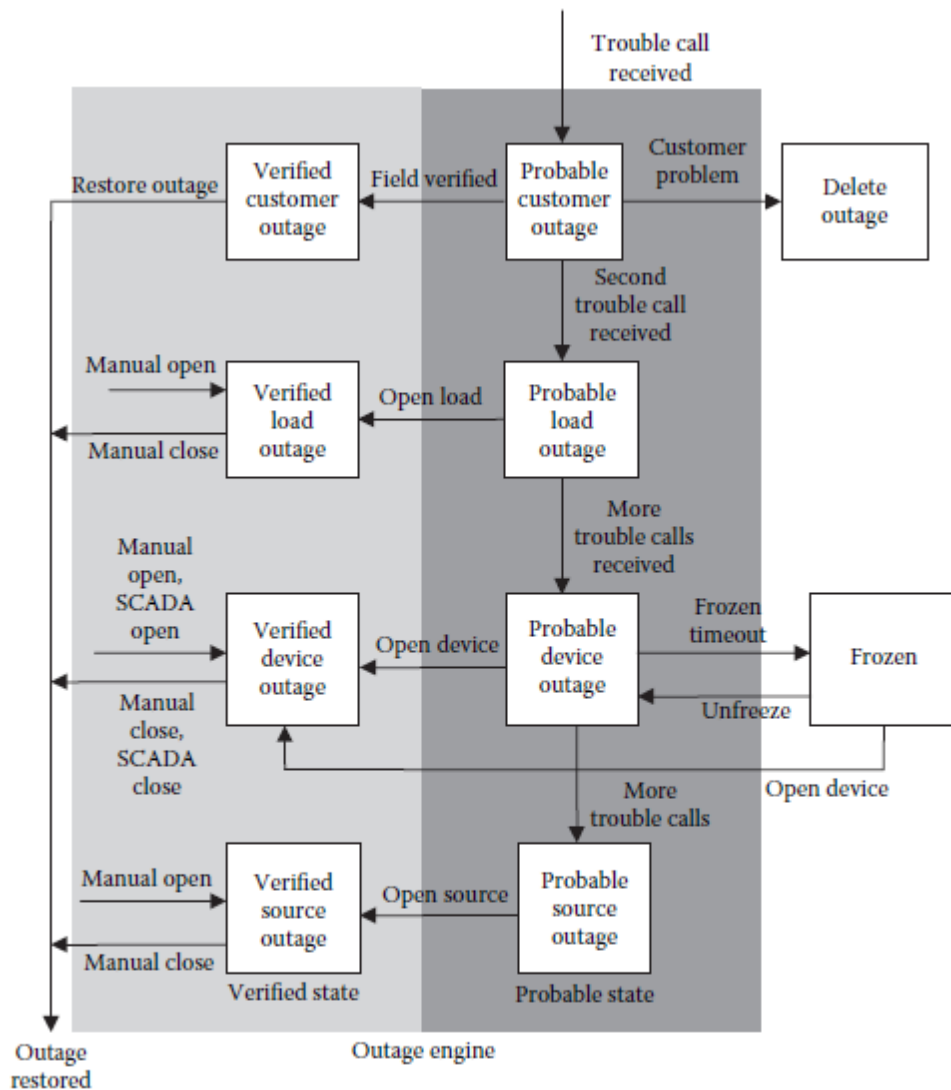 Trouble call
received
Restore outage
Verified
customer
outage
Field verified
Probable
customer
outage
Customer
problem
Delete
outage
Second
trouble call
received
Manual open
Manual close
Verified
load
outage
Open load
Probable
load
outage
More
trouble calls
received
Manual
open,
SCADA
open
Manual
close,
SCADA
close
Verified
device
outage
Open device
Probable
device
outage
Frozen
timeout
Unfreeze
Frozen
Open device
More
trouble calls
Manual open
Manual close
Verified
source
outage
Open source
Probable
source
outage
Verified state
Probable state
Outage
restored
Outage engine